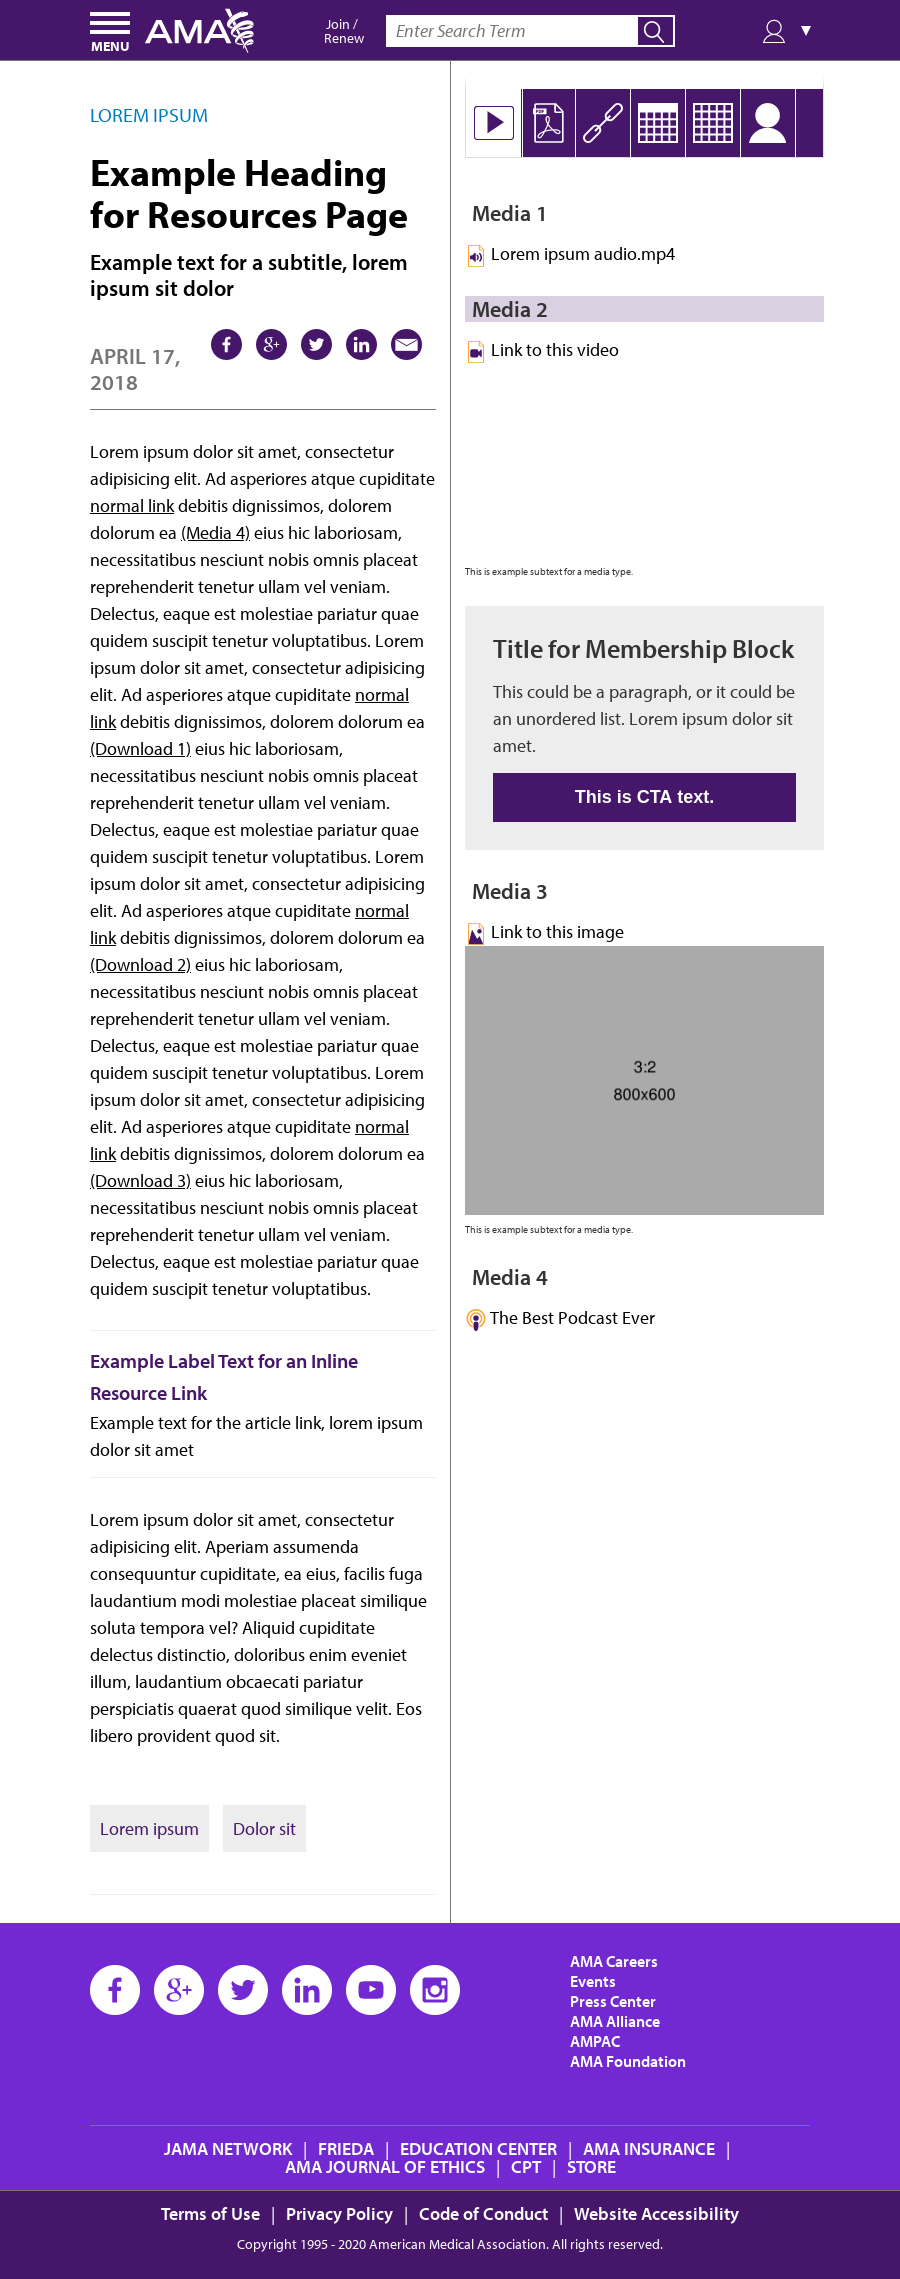 MENU
AMA
Join /
Renew
Enter Search Term
▼
LOREM IPSUM
Example Heading
for Resources Page
Example text for a subtitle, lorem
ipsum sit dolor
APRIL 17,
2018
Lorem ipsum dolor sit amet, consectetur
adipisicing elit. Ad asperiores atque cupiditate
normal link debitis dignissimos, dolorem
dolorum ea (Media 4) eius hic laboriosam,
necessitatibus nesciunt nobis omnis placeat
reprehenderit tenetur ullam vel veniam.
Delectus, eaque est molestiae pariatur quae
quidem suscipit tenetur voluptatibus. Lorem
ipsum dolor sit amet, consectetur adipisicing
elit. Ad asperiores atque cupiditate normal
link debitis dignissimos, dolorem dolorum ea
(Download 1) eius hic laboriosam,
necessitatibus nesciunt nobis omnis placeat
reprehenderit tenetur ullam vel veniam.
Delectus, eaque est molestiae pariatur quae
quidem suscipit tenetur voluptatibus. Lorem
ipsum dolor sit amet, consectetur adipisicing
elit. Ad asperiores atque cupiditate normal
link debitis dignissimos, dolorem dolorum ea
(Download 2) eius hic laboriosam,
necessitatibus nesciunt nobis omnis placeat
reprehenderit tenetur ullam vel veniam.
Delectus, eaque est molestiae pariatur quae
quidem suscipit tenetur voluptatibus. Lorem
ipsum dolor sit amet, consectetur adipisicing
elit. Ad asperiores atque cupiditate normal
link debitis dignissimos, dolorem dolorum ea
(Download 3) eius hic laboriosam,
necessitatibus nesciunt nobis omnis placeat
reprehenderit tenetur ullam vel veniam.
Delectus, eaque est molestiae pariatur quae
quidem suscipit tenetur voluptatibus.
Example Label Text for an Inline
Resource Link
Example text for the article link, lorem ipsum
dolor sit amet
Lorem ipsum dolor sit amet, consectetur
adipisicing elit. Aperiam assumenda
consequuntur cupiditate, ea eius, facilis fuga
laudantium modi molestiae placeat similique
soluta tempora vel? Aliquid cupiditate
delectus distinctio, doloribus enim eveniet
illum, laudantium obcaecati pariatur
perspiciatis quaerat quod similique velit. Eos
libero provident quod sit.
Lorem ipsum
Dolor sit
PDF
Media 1
Lorem ipsum audio.mp4
Media 2
Link to this video
This is example subtext for a media type.
Title for Membership Block
This could be a paragraph, or it could be
an unordered list. Lorem ipsum dolor sit
amet.
This is CTA text.
Media 3
Link to this image
3:2
800x600
This is example subtext for a media type.
Media 4
The Best Podcast Ever
AMA Careers
Events
Press Center
AMA Alliance
AMPAC
AMA Foundation
JAMA NETWORK | FRIEDA | EDUCATION CENTER | AMA INSURANCE |
AMA JOURNAL OF ETHICS | CPT | STORE
Terms of Use | Privacy Policy | Code of Conduct | Website Accessibility
Copyright 1995 - 2020 American Medical Association. All rights reserved.